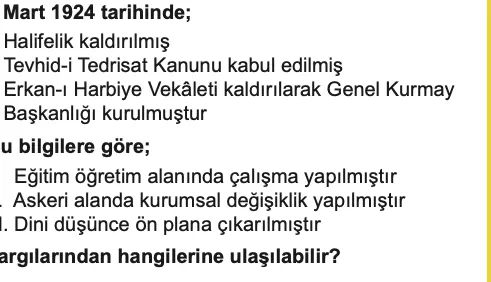 Mart 1924 tarihinde;
Halifelik kaldırılmış
Tevhid-i Tedrisat Kanunu kabul edilmiş
Erkan-ı Harbiye Vekâleti kaldırılarak Genel Kurmay
Başkanlığı kurulmuştur
u bilgilere göre;
Eğitim öğretim alanında çalışma yapılmıştır
. Askeri alanda kurumsal değişiklik yapılmıştır
I. Dini düşünce ön plana çıkarılmıştır
argılarından hangilerine ulaşılabilir?